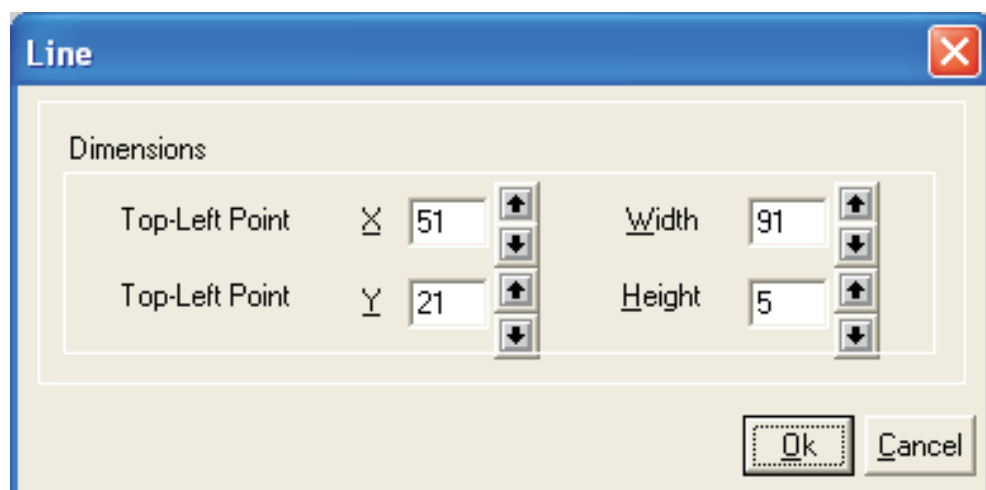 Line
Dimensions
Top-Left Point X 51 Width 91
Top-Left Point Y 21 Height 5
Ok Cancel